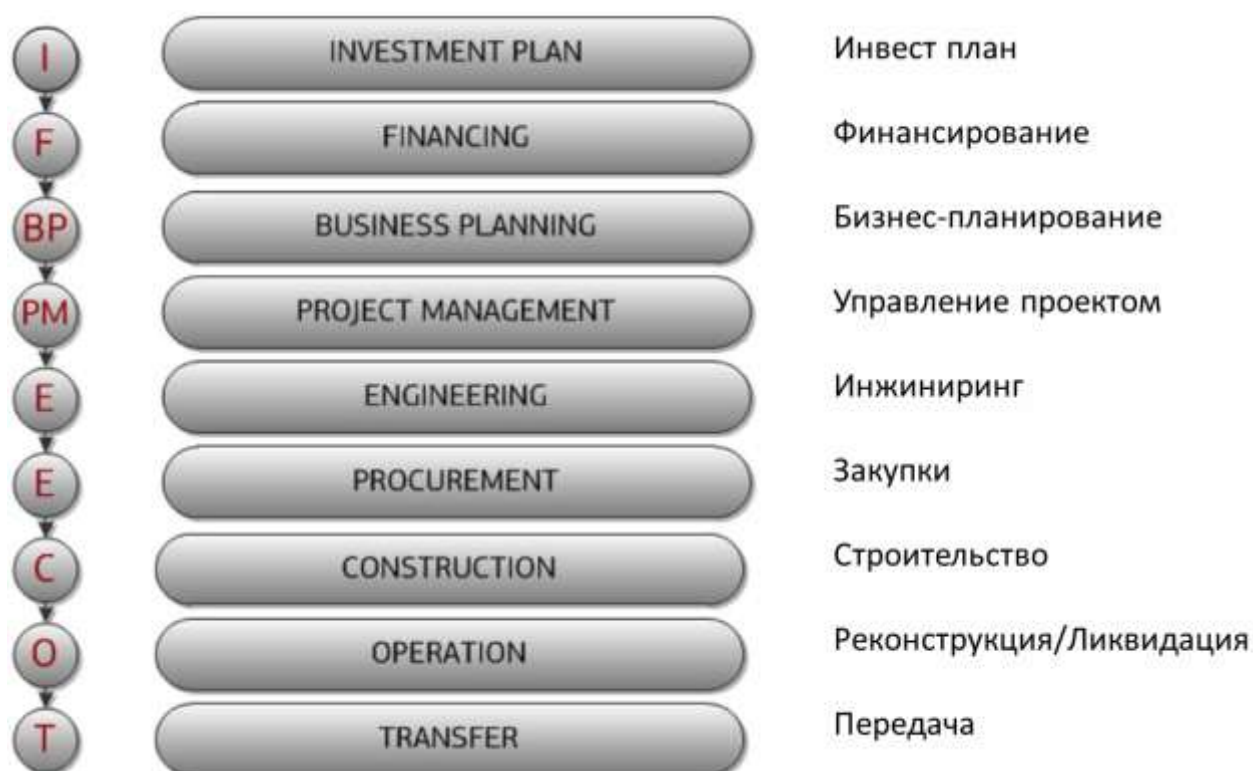 I INVESTMENT PLAN Инвест план
F FINANCING Финансирование
BP BUSINESS PLANNING Бизнес-планирование
PM PROJECT MANAGEMENT Управление проектом
E ENGINEERING Инжиниринг
E PROCUREMENT Закупки
C CONSTRUCTION Строительство
O OPERATION Реконструкция/Ликвидация
T TRANSFER Передача